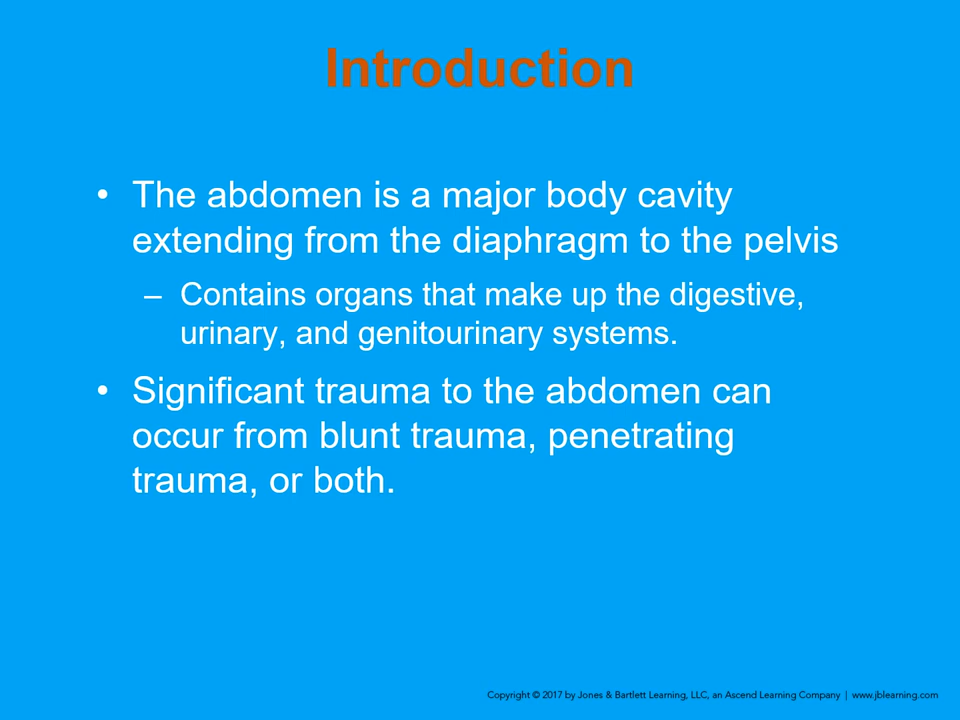 Introduction
• The abdomen is a major body cavity
extending from the diaphragm to the pelvis
– Contains organs that make up the digestive,
urinary, and genitourinary systems.
• Significant trauma to the abdomen can
occur from blunt trauma, penetrating
trauma, or both.
Copyright © 2017 by Jones & Bartlett Learning, LLC, an Ascend Learning Company | www.jblearning.com